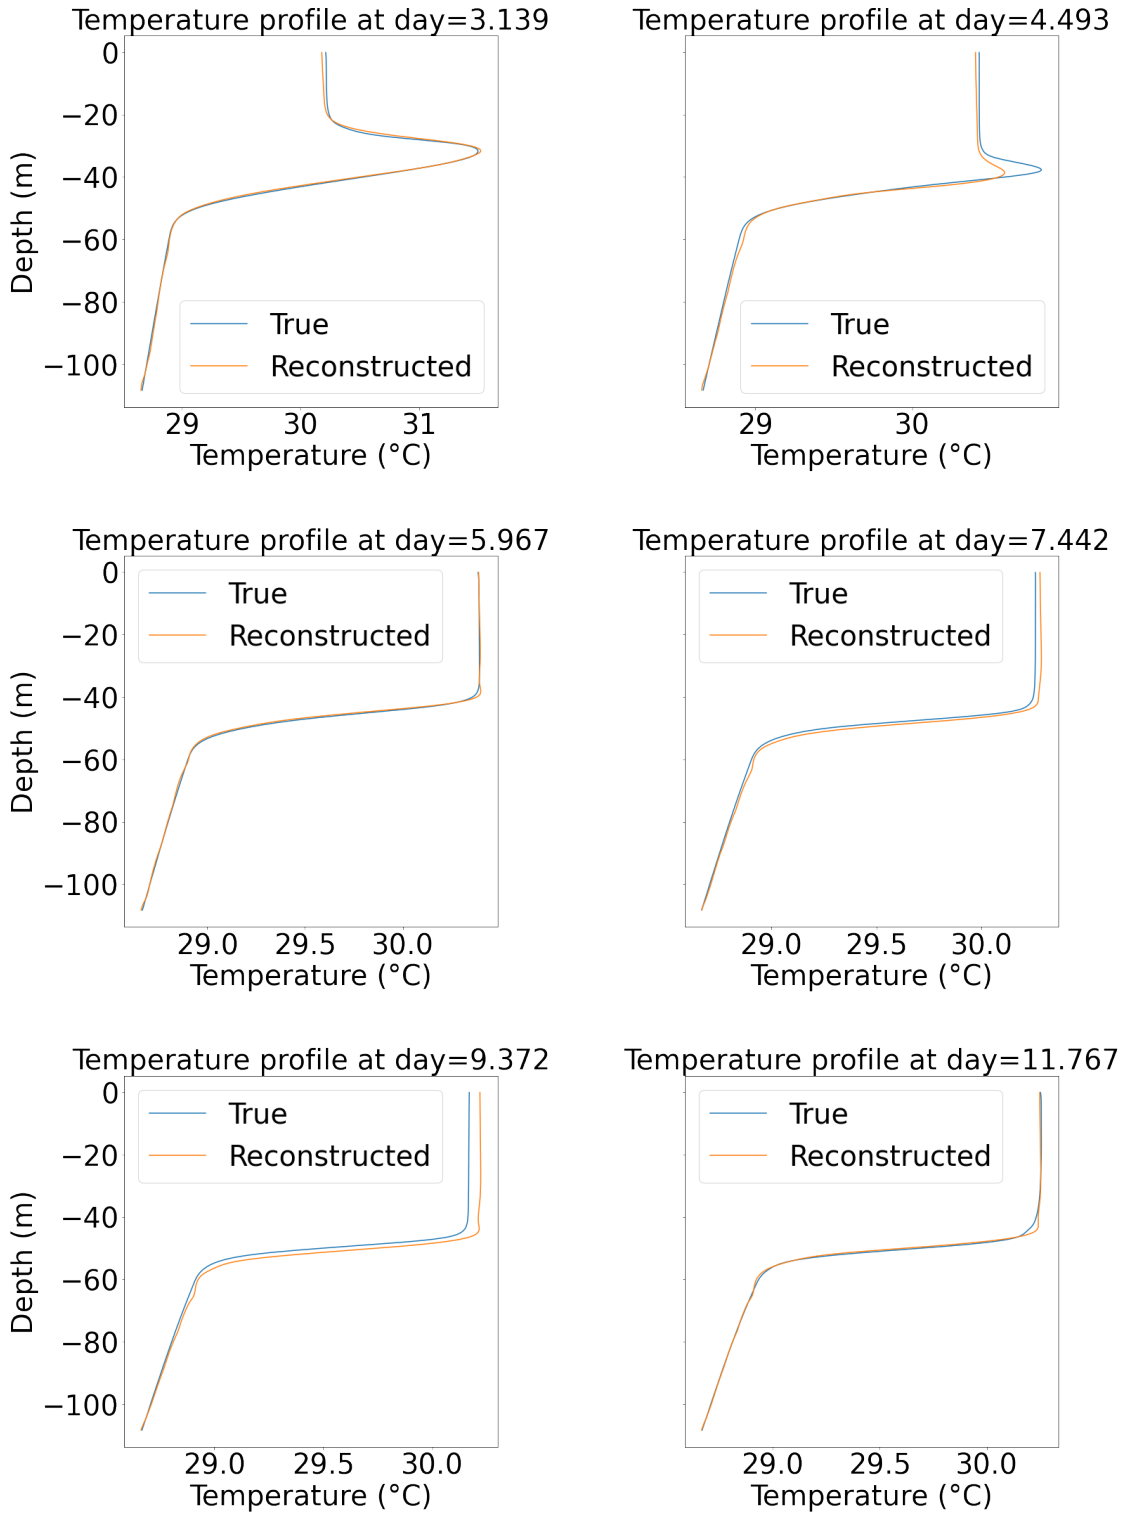 Temperature profile at day=3.139
0
−20
−40
−60
−80
−100
Depth (m)
True
Reconstructed
29 30 31
Temperature (°C)
Temperature profile at day=4.493
True
Reconstructed
29 30
Temperature (°C)
Temperature profile at day=5.967
0
−20
−40
−60
−80
−100
Depth (m)
True
Reconstructed
29.0 29.5 30.0
Temperature (°C)
Temperature profile at day=7.442
True
Reconstructed
29.0 29.5 30.0
Temperature (°C)
Temperature profile at day=9.372
0
−20
−40
−60
−80
−100
Depth (m)
True
Reconstructed
29.0 29.5 30.0
Temperature (°C)
Temperature profile at day=11.767
True
Reconstructed
29.0 29.5 30.0
Temperature (°C)